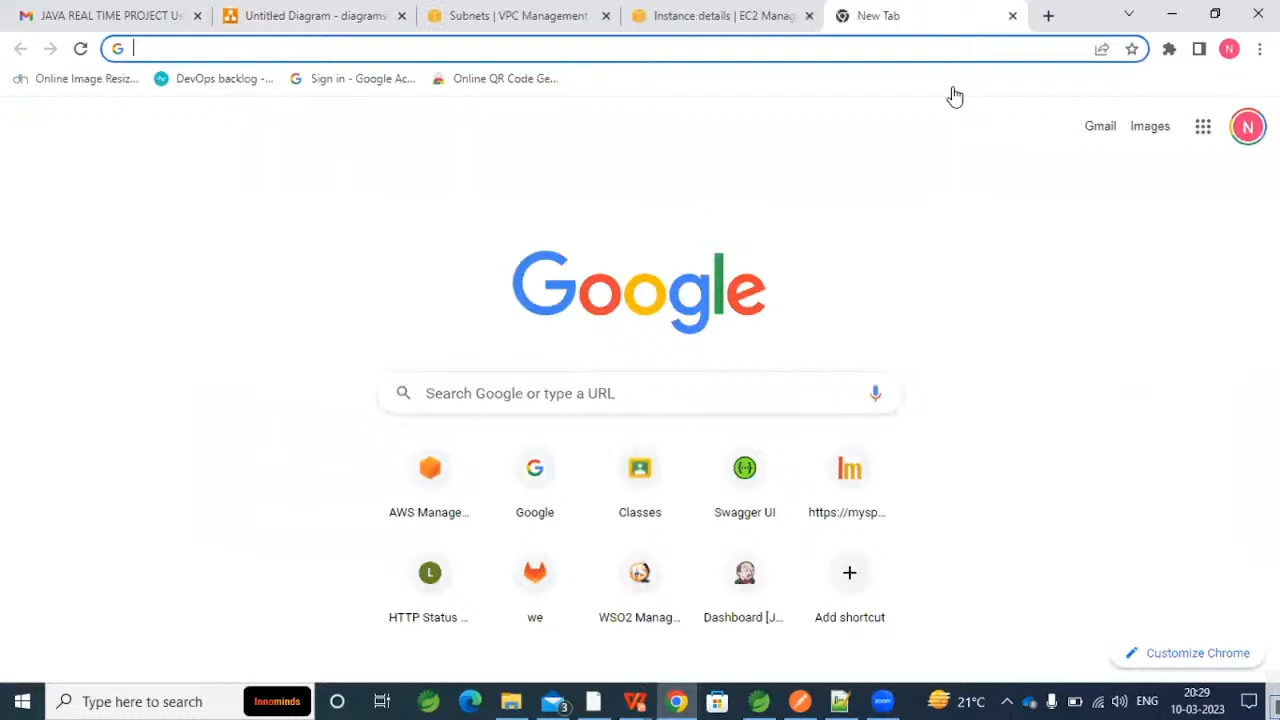 JAVA REAL TIME PROJECT Us
Untitled Diagram - diagrams
Subnets | VPC Management
Instance details | EC2 Manag
New Tab
Online Image Resiz...
DevOps backlog -...
Sign in - Google Ac...
Online QR Code Ge...
N
Gmail
Images
N
Google
Search Google or type a URL
AWS Manage...
Google
Classes
Swagger UI
https://mysp...
L
HTTP Status ...
we
WSO2 Manag...
Dashboard [J...
Add shortcut
Customize Chrome
Type here to search
Innominds
3
zoom
21°C
ENG
20:29
10-03-2023